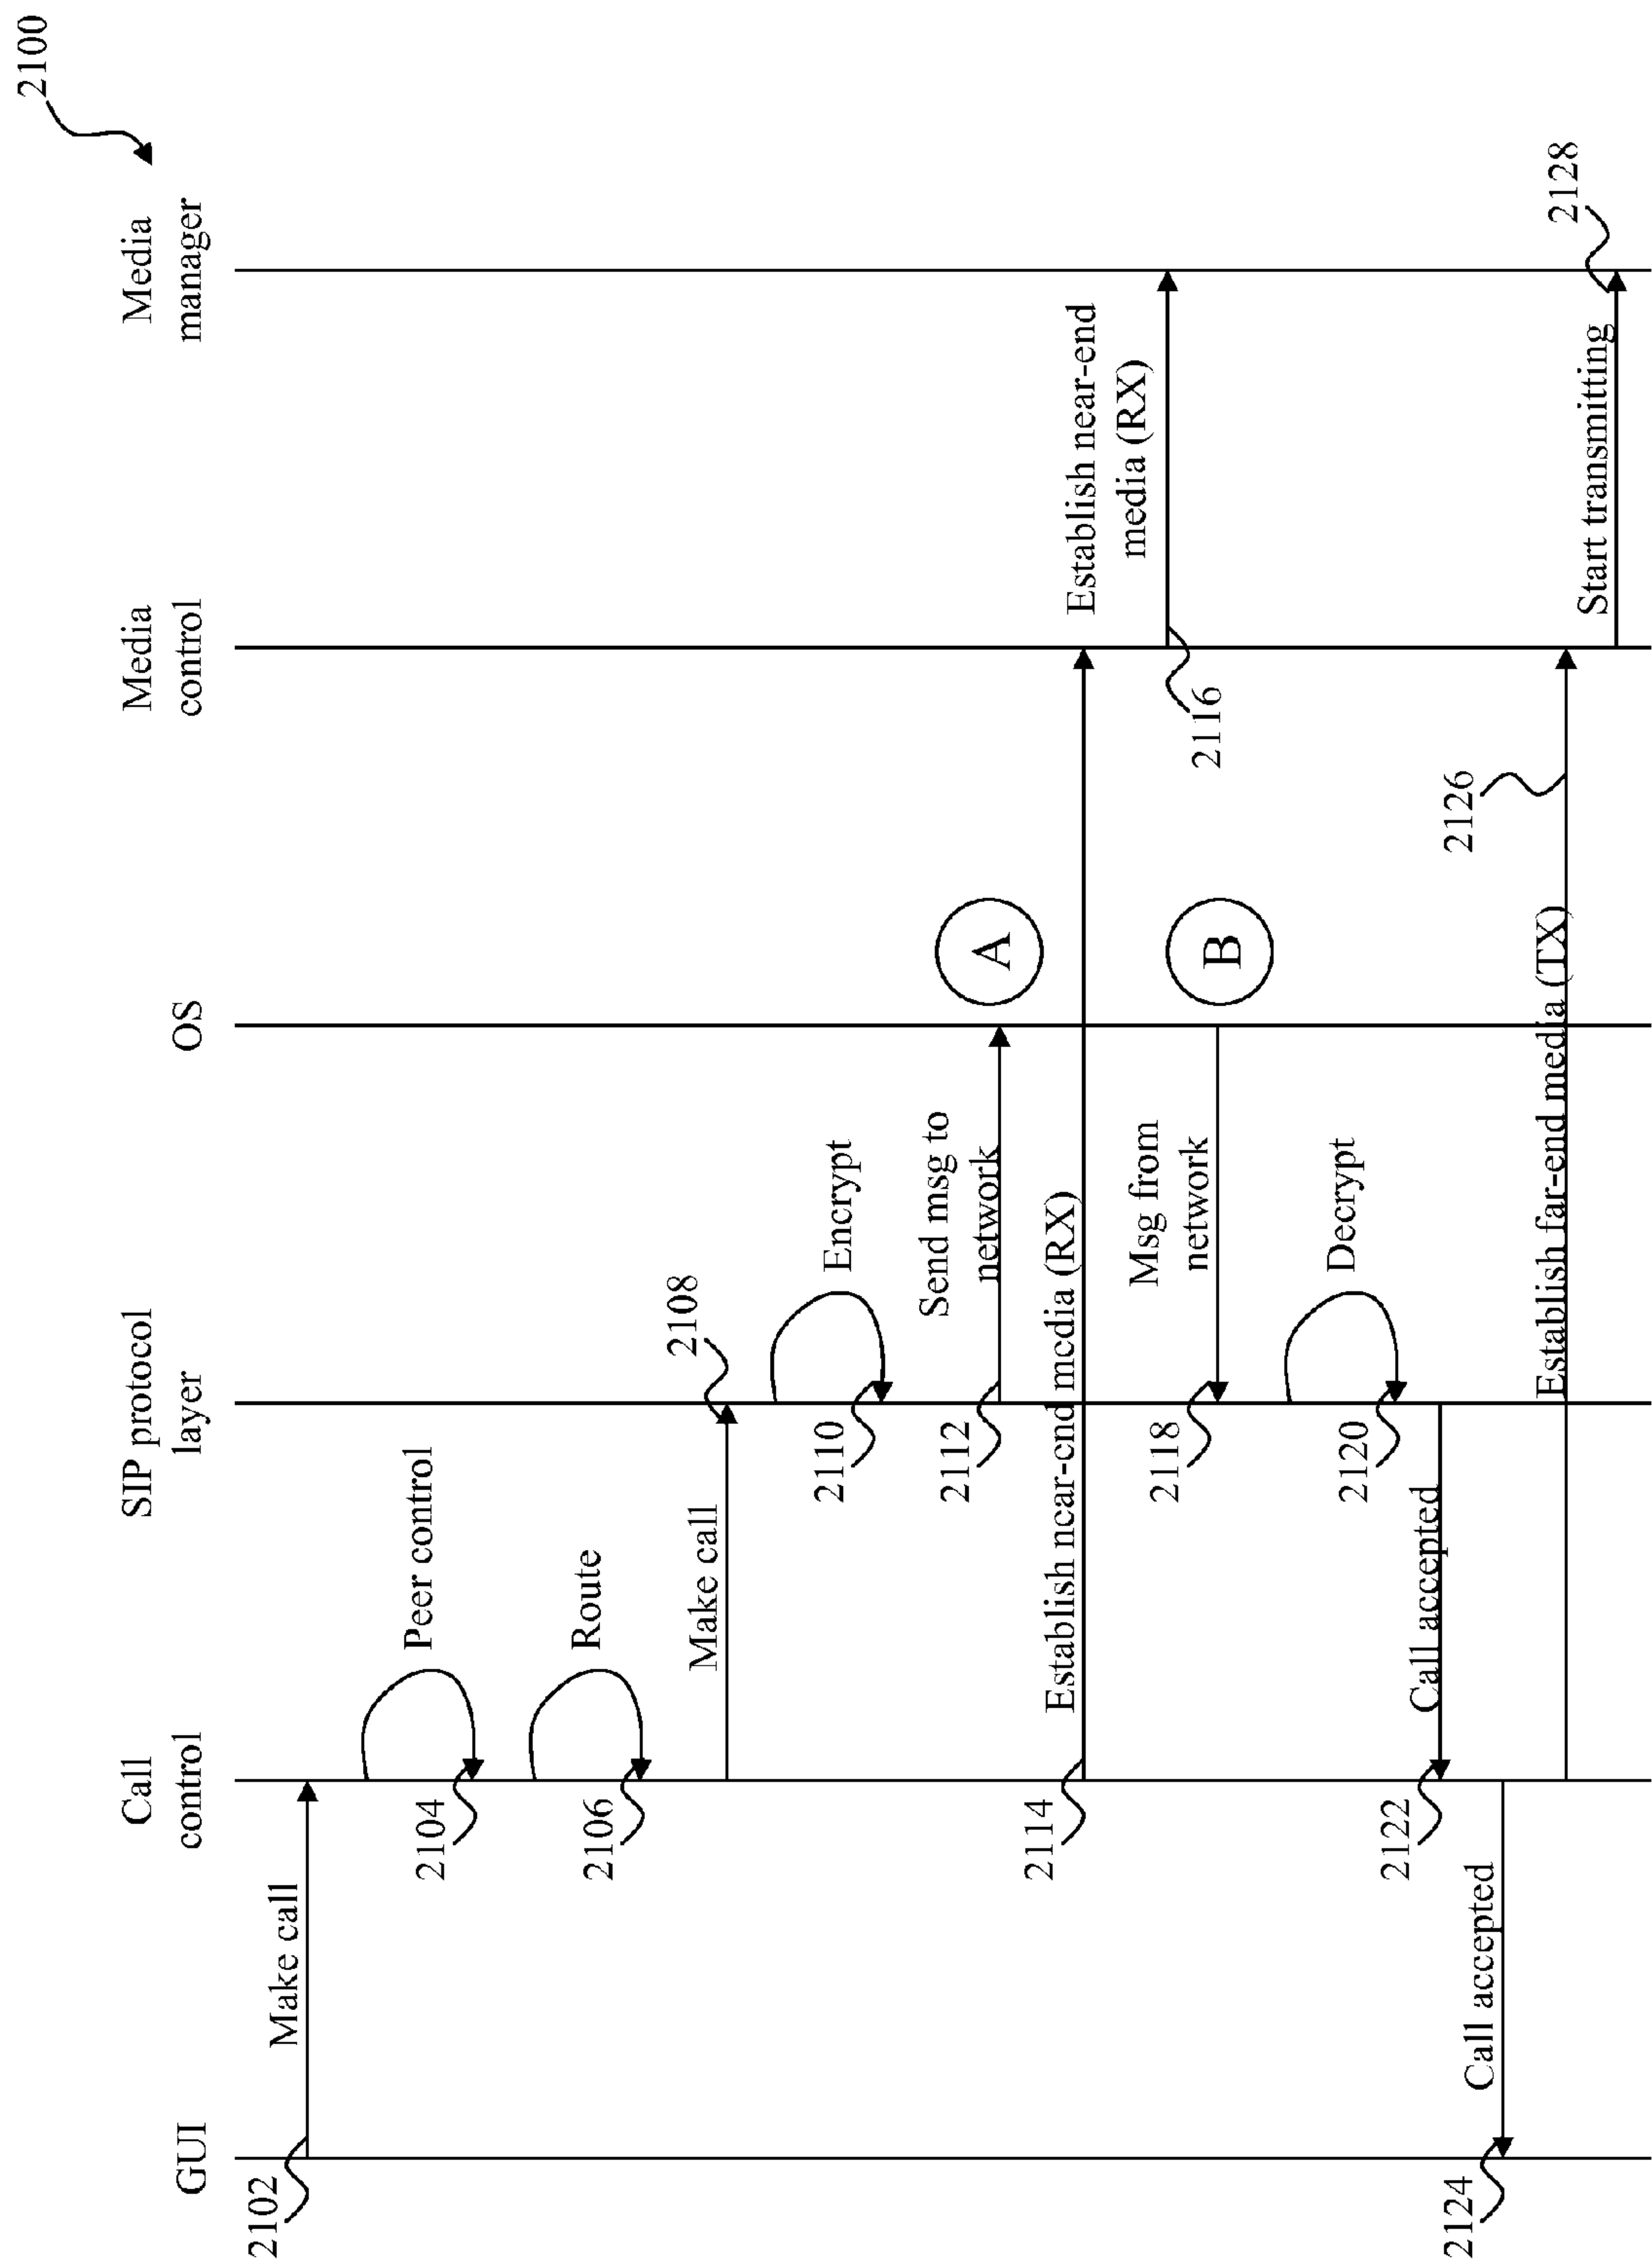 2100
GUI
Call
control
SIP protocol
layer
OS
Media
control
Media
manager
2102
Make call
2104
Peer control
2106
Route
Make call
2108
2110
Encrypt
2112
Send msg to
network
A
2114
Establish near-end media (RX)
Establish near-end
media (RX)
2116
2118
Msg from
network
B
2120
Decrypt
2122
Call accepted
2124
Call accepted
Establish far-end media (TX)
2126
Start transmitting
2128